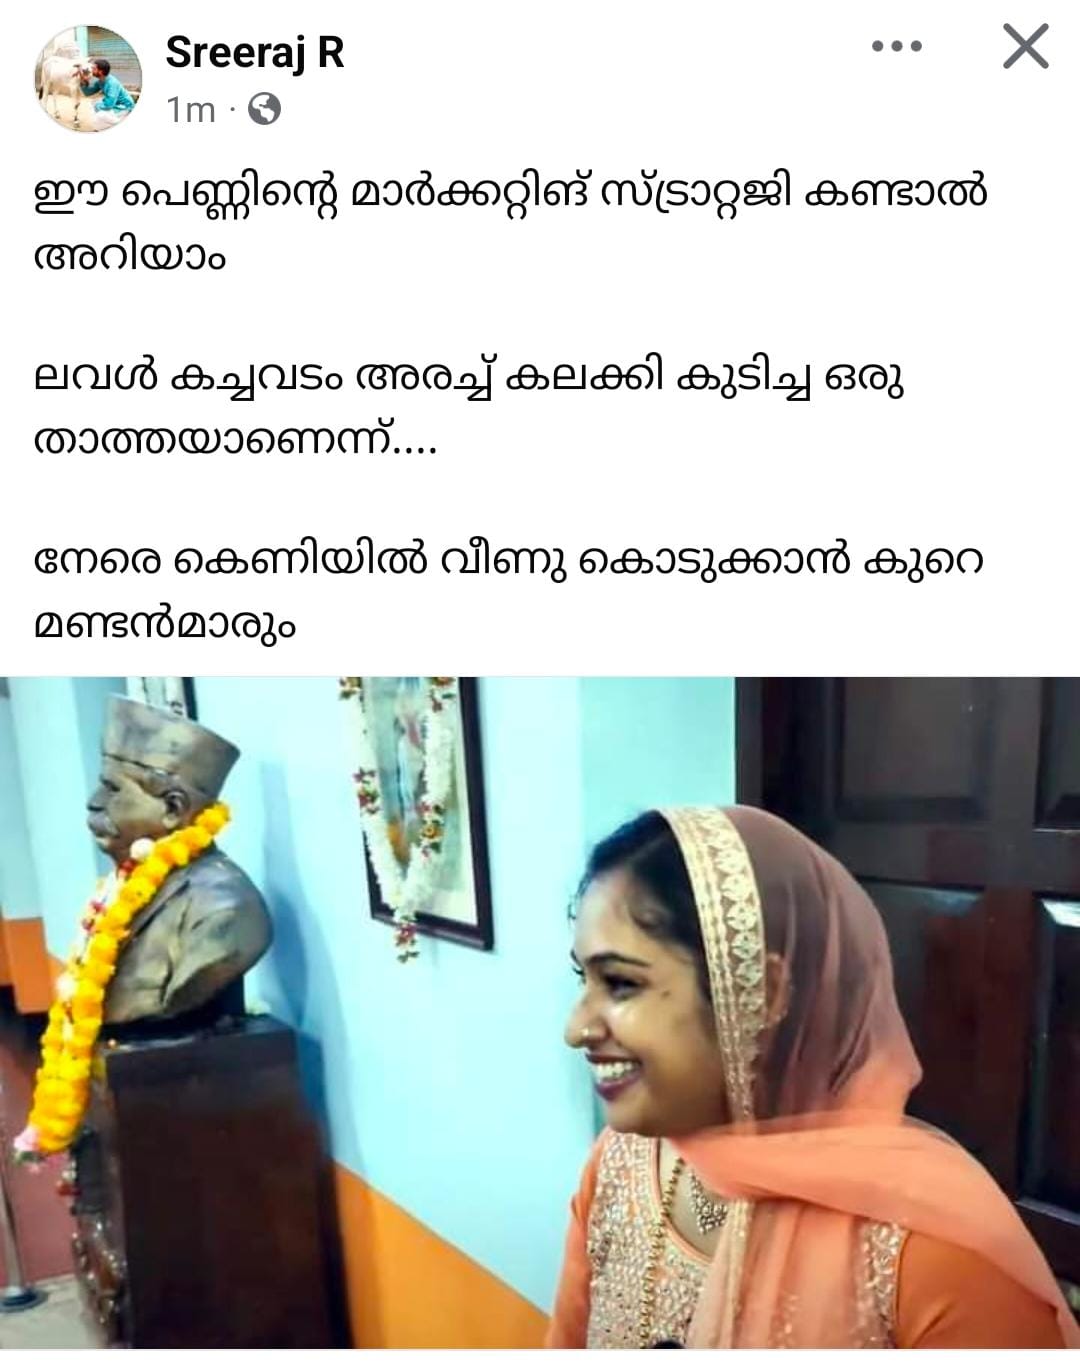 Sreeraj R
1m ·
ഈ പെണ്ണിന്റെ മാർക്കറ്റിങ് സ്ട്രാറ്റജി കണ്ടാൽ
അറിയാം
ലവൾ കച്ചവടം അരച്ച് കലക്കി കുടിച്ച ഒരു
താത്തയാണെന്ന്....
നേരെ കെണിയിൽ വീണു കൊടുക്കാൻ കുറെ
മണ്ടൻമാരും